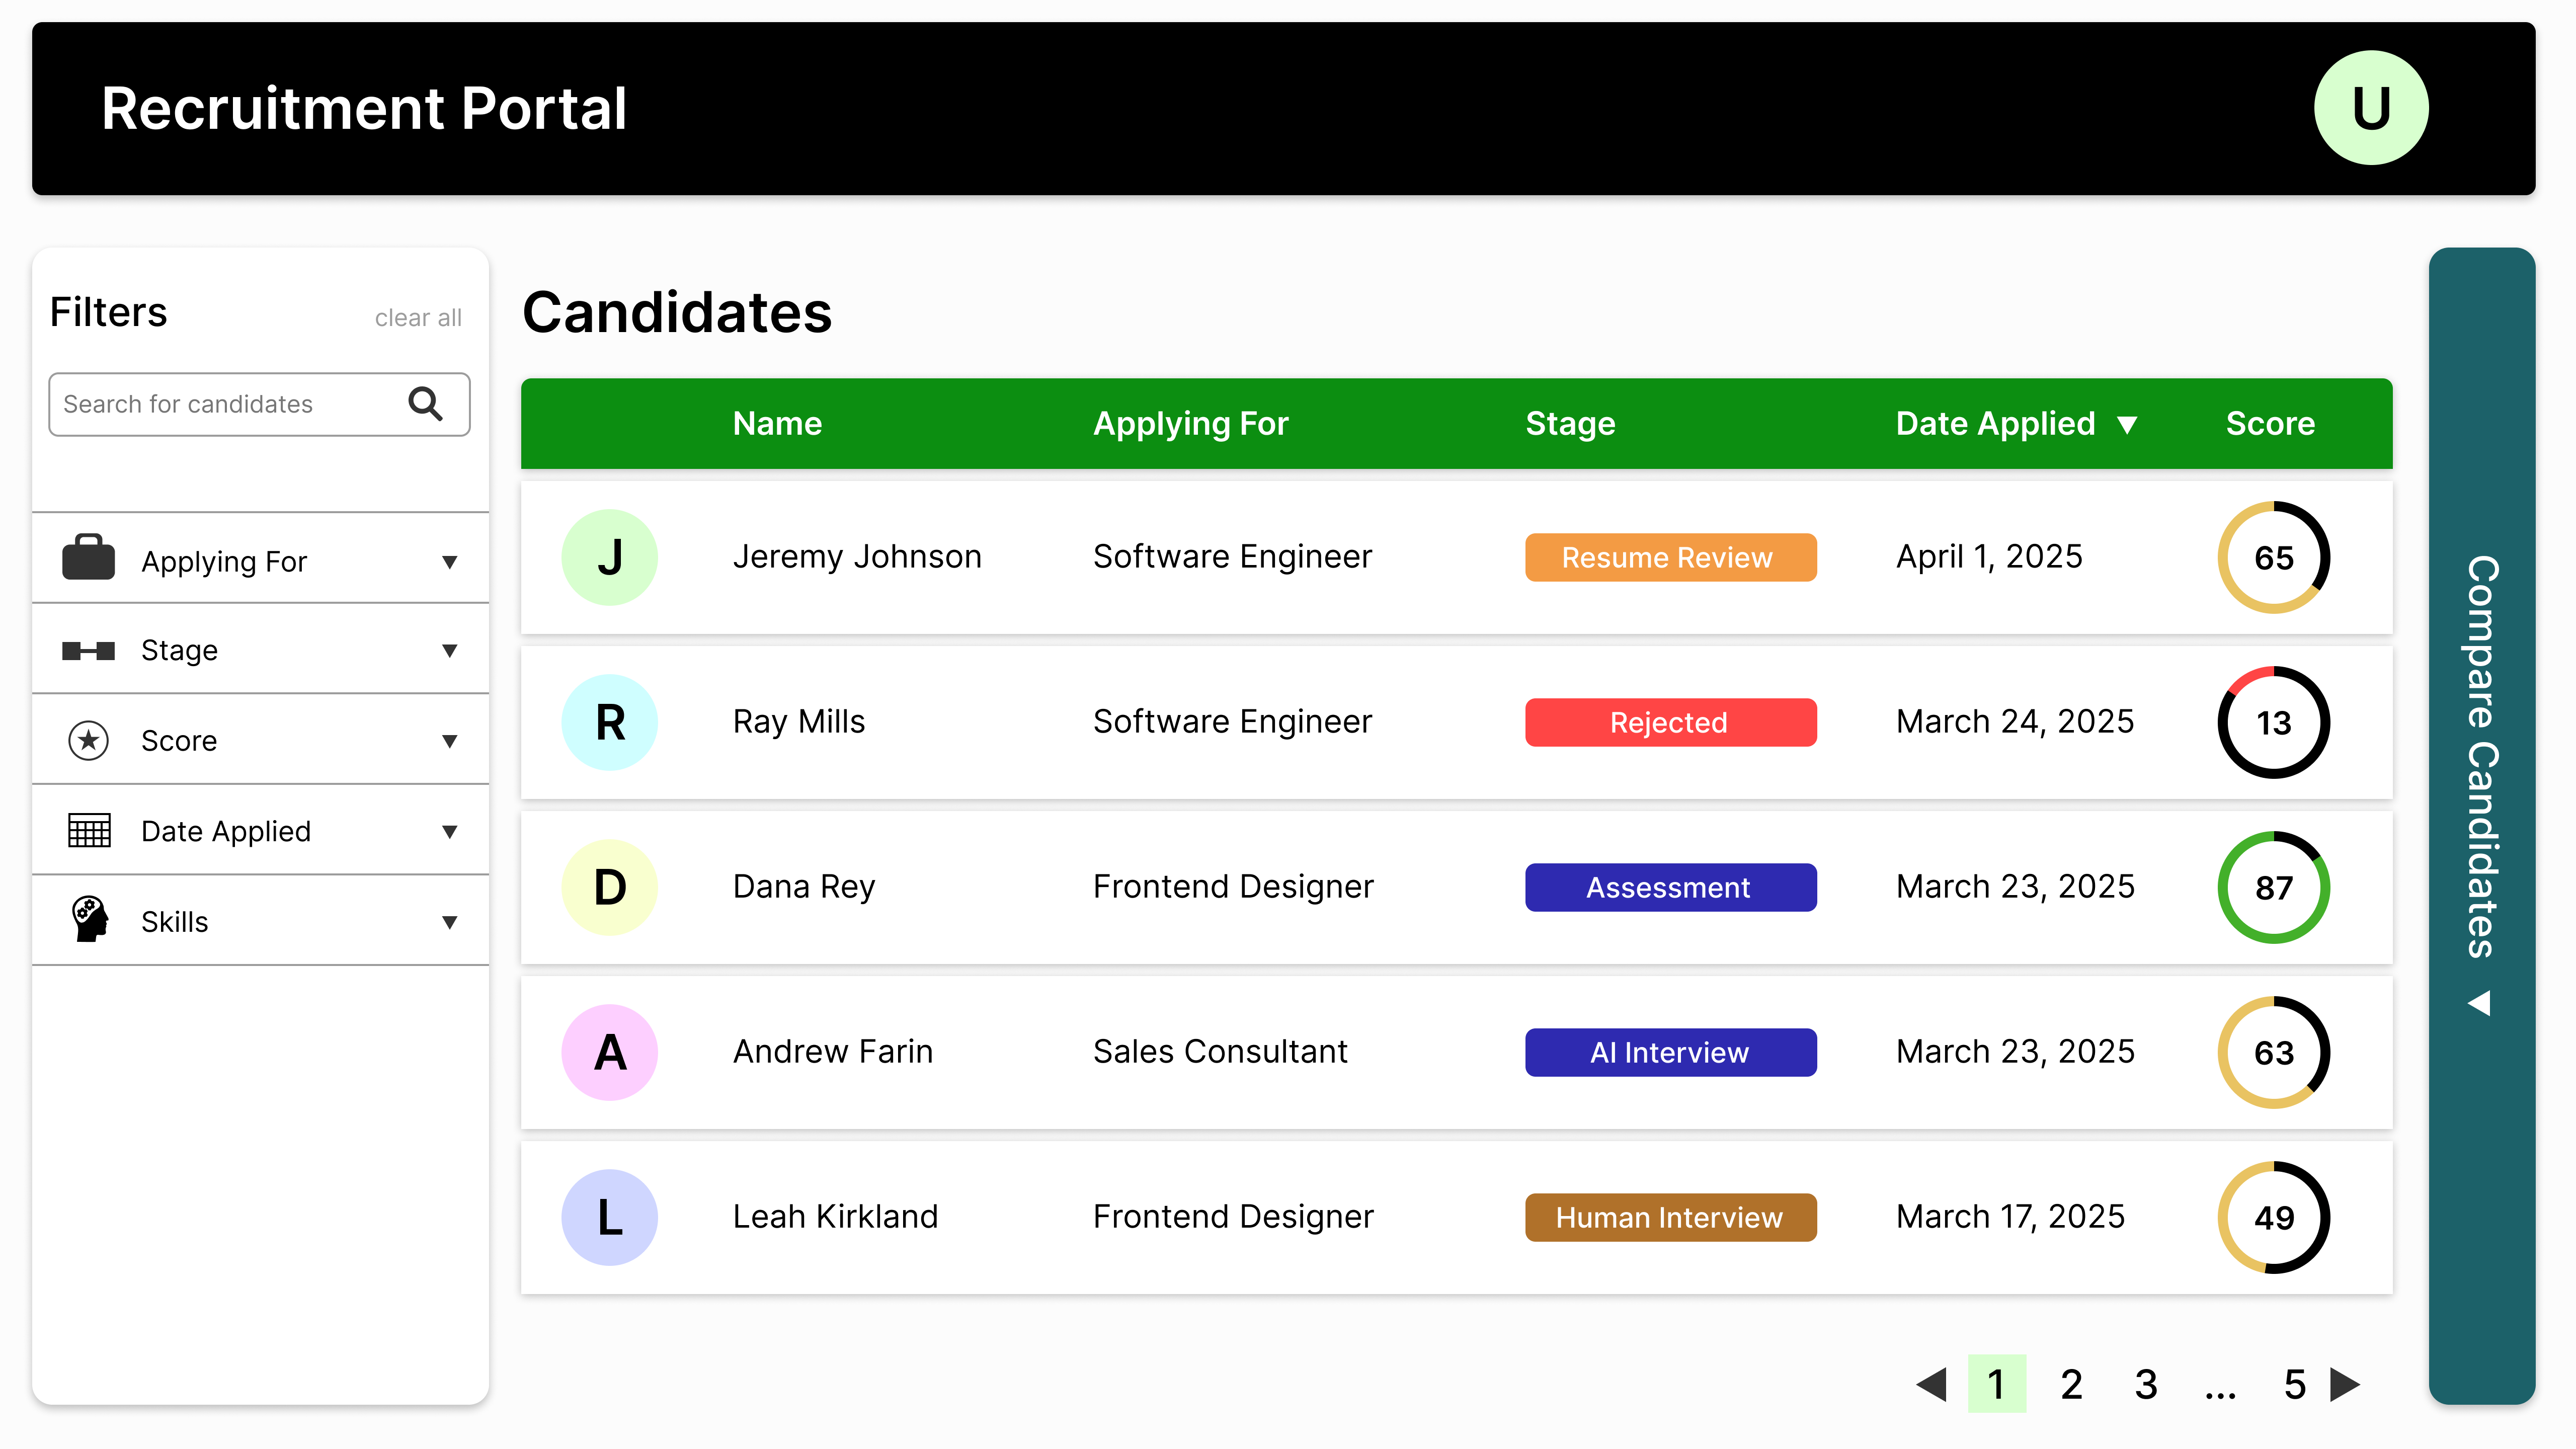 Recruitment Portal
U
Filters
clear all
Search for candidates
Applying For
Stage
Score
Date Applied
Skills
Candidates
Name Applying For Stage Date Applied Score
J Jeremy Johnson Software Engineer Resume Review April 1, 2025 65
R Ray Mills Software Engineer Rejected March 24, 2025 13
D Dana Rey Frontend Designer Assessment March 23, 2025 87
A Andrew Farin Sales Consultant AI Interview March 23, 2025 63
L Leah Kirkland Frontend Designer Human Interview March 17, 2025 49
1 2 3 ... 5
Compare Candidates